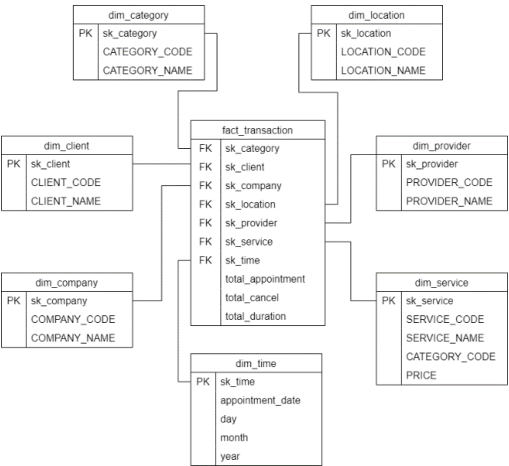 dim_category
PK sk_category
CATEGORY_CODE
CATEGORY_NAME
dim_location
PK sk_location
LOCATION_CODE
LOCATION_NAME
fact_transaction
FK sk_category
FK sk_client
FK sk_company
FK sk_location
FK sk_provider
FK sk_service
FK sk_time
total_appointment
total_cancel
total_duration
dim_client
PK sk_client
CLIENT_CODE
CLIENT_NAME
dim_provider
PK sk_provider
PROVIDER_CODE
PROVIDER_NAME
dim_company
PK sk_company
COMPANY_CODE
COMPANY_NAME
dim_service
PK sk_service
SERVICE_CODE
SERVICE_NAME
CATEGORY_CODE
PRICE
dim_time
PK sk_time
appointment_date
day
month
year